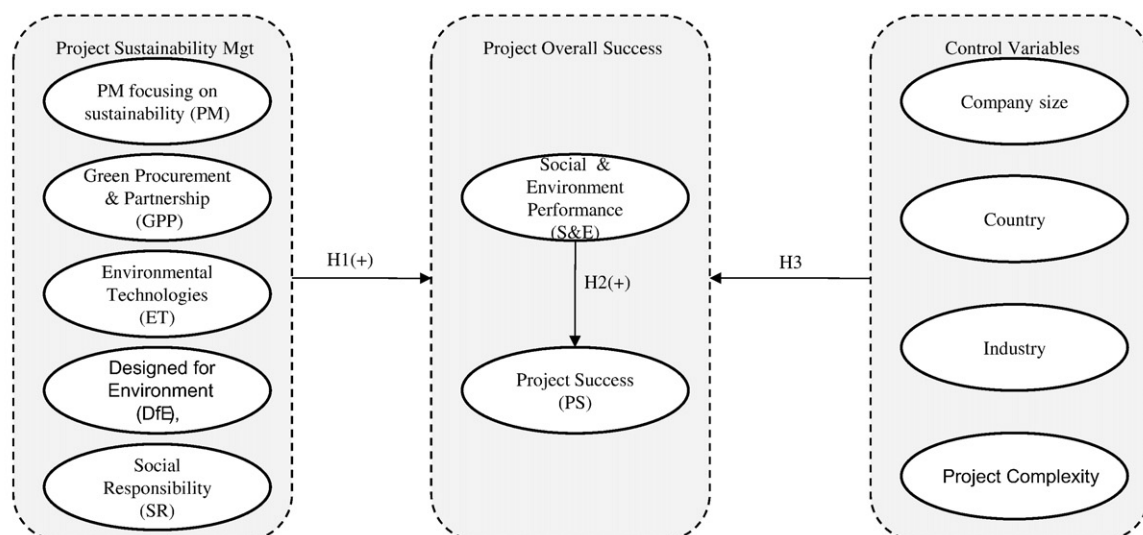 Project Sustainability Mgt
PM focusing on
sustainability (PM)
Green Procurement
& Partnership
(GPP)
Environmental
Technologies
(ET)
Designed for
Environment
(DfE),
Social
Responsibility
(SR)
H1(+)
Project Overall Success
Social &
Environment
Performance
(S&E)
H2(+)
Project Success
(PS)
H3
Control Variables
Company size
Country
Industry
Project Complexity